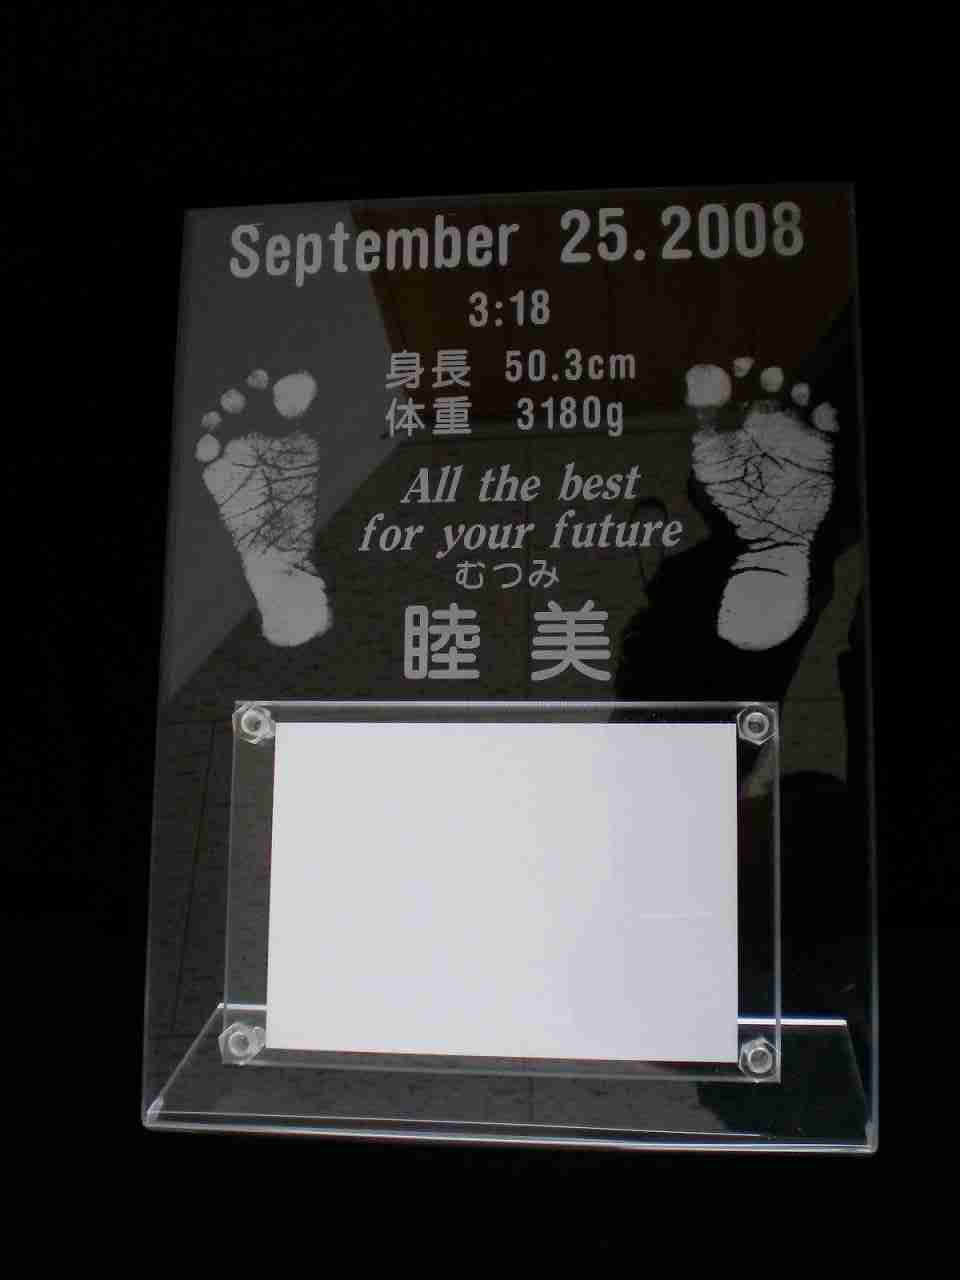 September 25.2008
3:18
身長 50.3cm
体重 3180g
All the best
for your future
むつみ
睦美